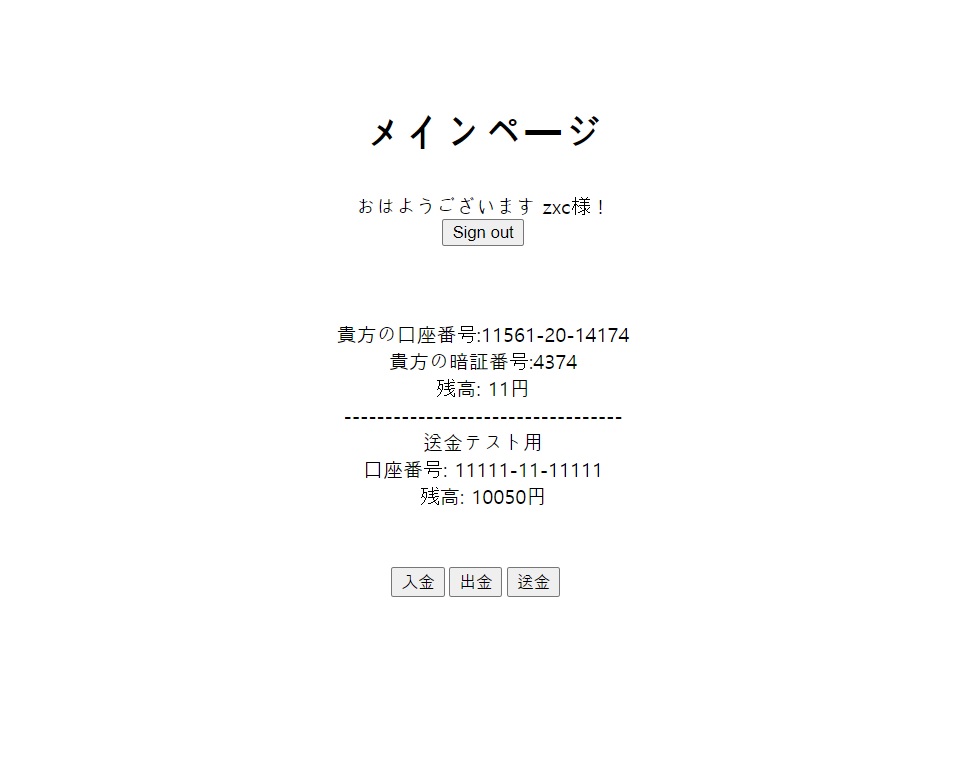 メインページ
おはようございます zxc様！
Sign out
貴方の口座番号:11561-20-14174
貴方の暗証番号:4374
残高: 11円
----------------------------------
送金テスト用
口座番号: 11111-11-11111
残高: 10050円
入金 出金 送金